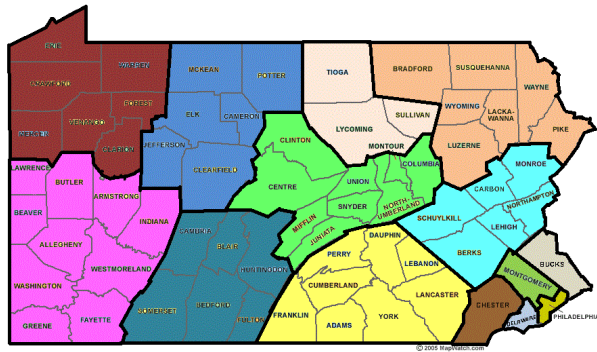 ERIE
WARREN
CRAWFORD
FOREST
VENANGO
MERCER
CLARION
MCKEAN
POTTER
ELK
CAMERON
JEFFERSON
CLEARFIELD
TIOGA
LYCOMING
SULLIVAN
BRADFORD
SUSQUEHANNA
WAYNE
WYOMING
LACKA-
WANNA
PIKE
LUZERNE
CLINTON
MONTOUR
COLUMBIA
CENTRE
UNION
SNYDER
NORTH-
UMBERLAND
MIFFLIN
JUNIATA
MONROE
CARBON
NORTHAMPTON
SCHUYLKILL
LEHIGH
BERKS
LAWRENCE
BUTLER
ARMSTRONG
BEAVER
INDIANA
ALLEGHENY
WESTMORELAND
WASHINGTON
GREENE
FAYETTE
CAMBRIA
BLAIR
HUNTINGDON
SOMERSET
BEDFORD
FULTON
DAUPHIN
PERRY
LEBANON
CUMBERLAND
LANCASTER
FRANKLIN
ADAMS
YORK
BUCKS
MONTGOMERY
CHESTER
DELAWARE
PHILADELPHIA
© 2005 MapWatch.com